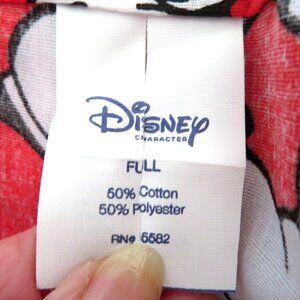 Disney
CHARACTER
FULL
50% Cotton
50% Polyester
RN# 5582